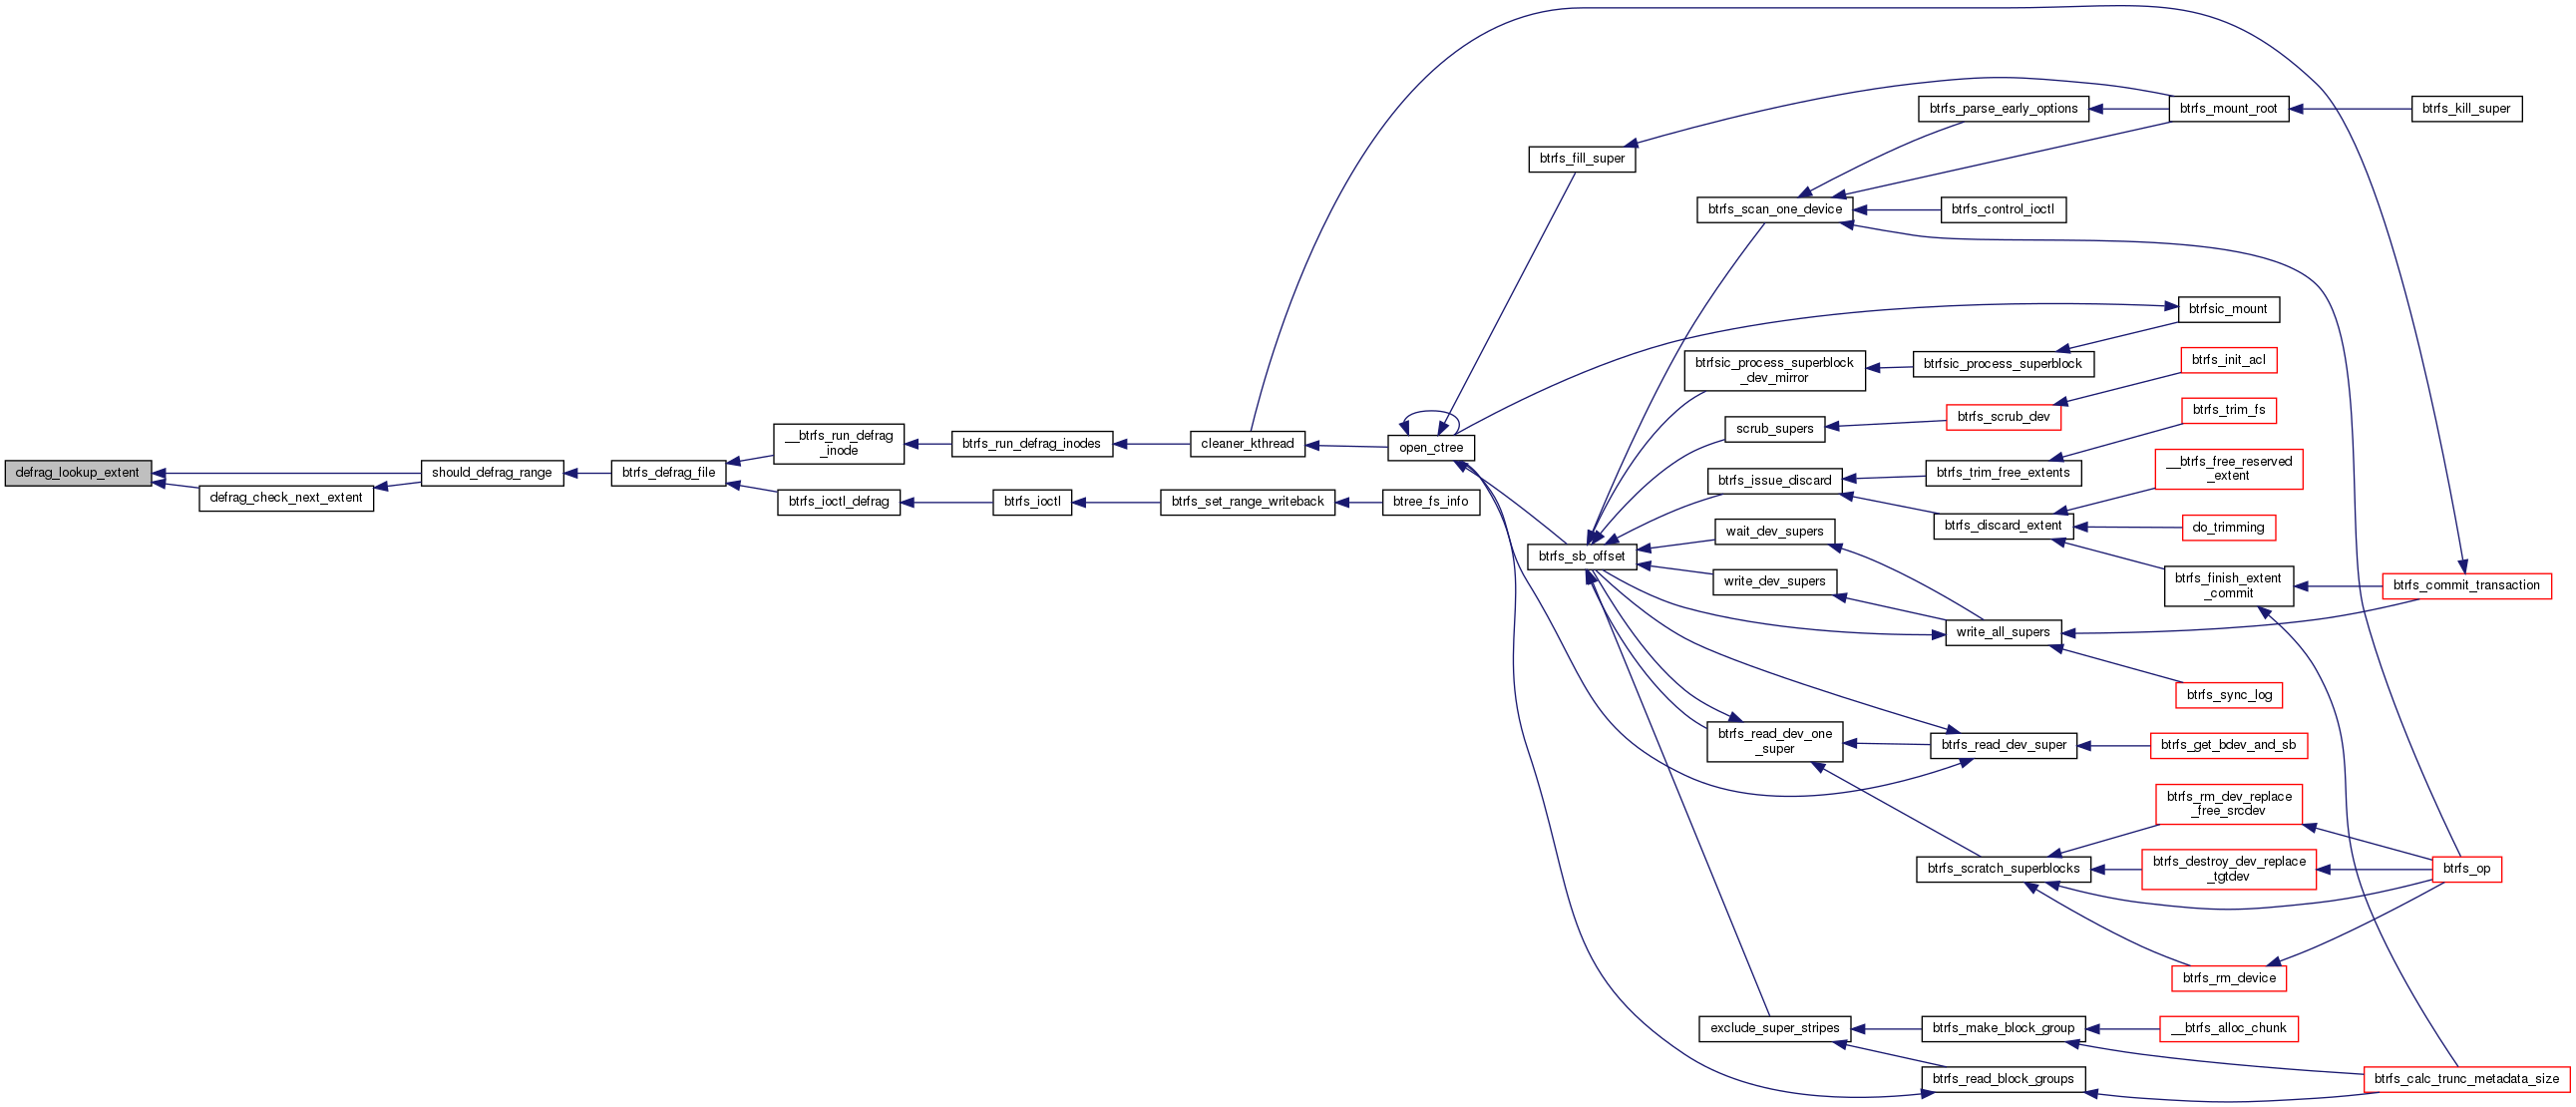 defrag_lookup_extent
defrag_check_next_extent
should_defrag_range
btrfs_defrag_file
__btrfs_run_defrag
_inode
btrfs_ioctl_defrag
btrfs_run_defrag_inodes
btrfs_ioctl
cleaner_kthread
btrfs_set_range_writeback
open_ctree
btree_fs_info
btrfs_fill_super
btrfs_sb_offset
btrfs_scan_one_device
btrfsic_process_superblock
_dev_mirror
scrub_supers
btrfs_issue_discard
wait_dev_supers
write_dev_supers
btrfs_read_dev_one
_super
exclude_super_stripes
btrfs_parse_early_options
btrfs_control_ioctl
btrfsic_process_superblock
btrfs_scrub_dev
btrfs_trim_free_extents
btrfs_discard_extent
write_all_supers
btrfs_read_dev_super
btrfs_scratch_superblocks
btrfs_make_block_group
btrfs_read_block_groups
btrfs_mount_root
btrfsic_mount
btrfs_init_acl
btrfs_trim_fs
__btrfs_free_reserved
_extent
do_trimming
btrfs_finish_extent
_commit
btrfs_sync_log
btrfs_get_bdev_and_sb
btrfs_rm_dev_replace
_free_srcdev
btrfs_destroy_dev_replace
_tgtdev
btrfs_rm_device
__btrfs_alloc_chunk
btrfs_kill_super
btrfs_commit_transaction
btrfs_op
btrfs_calc_trunc_metadata_size